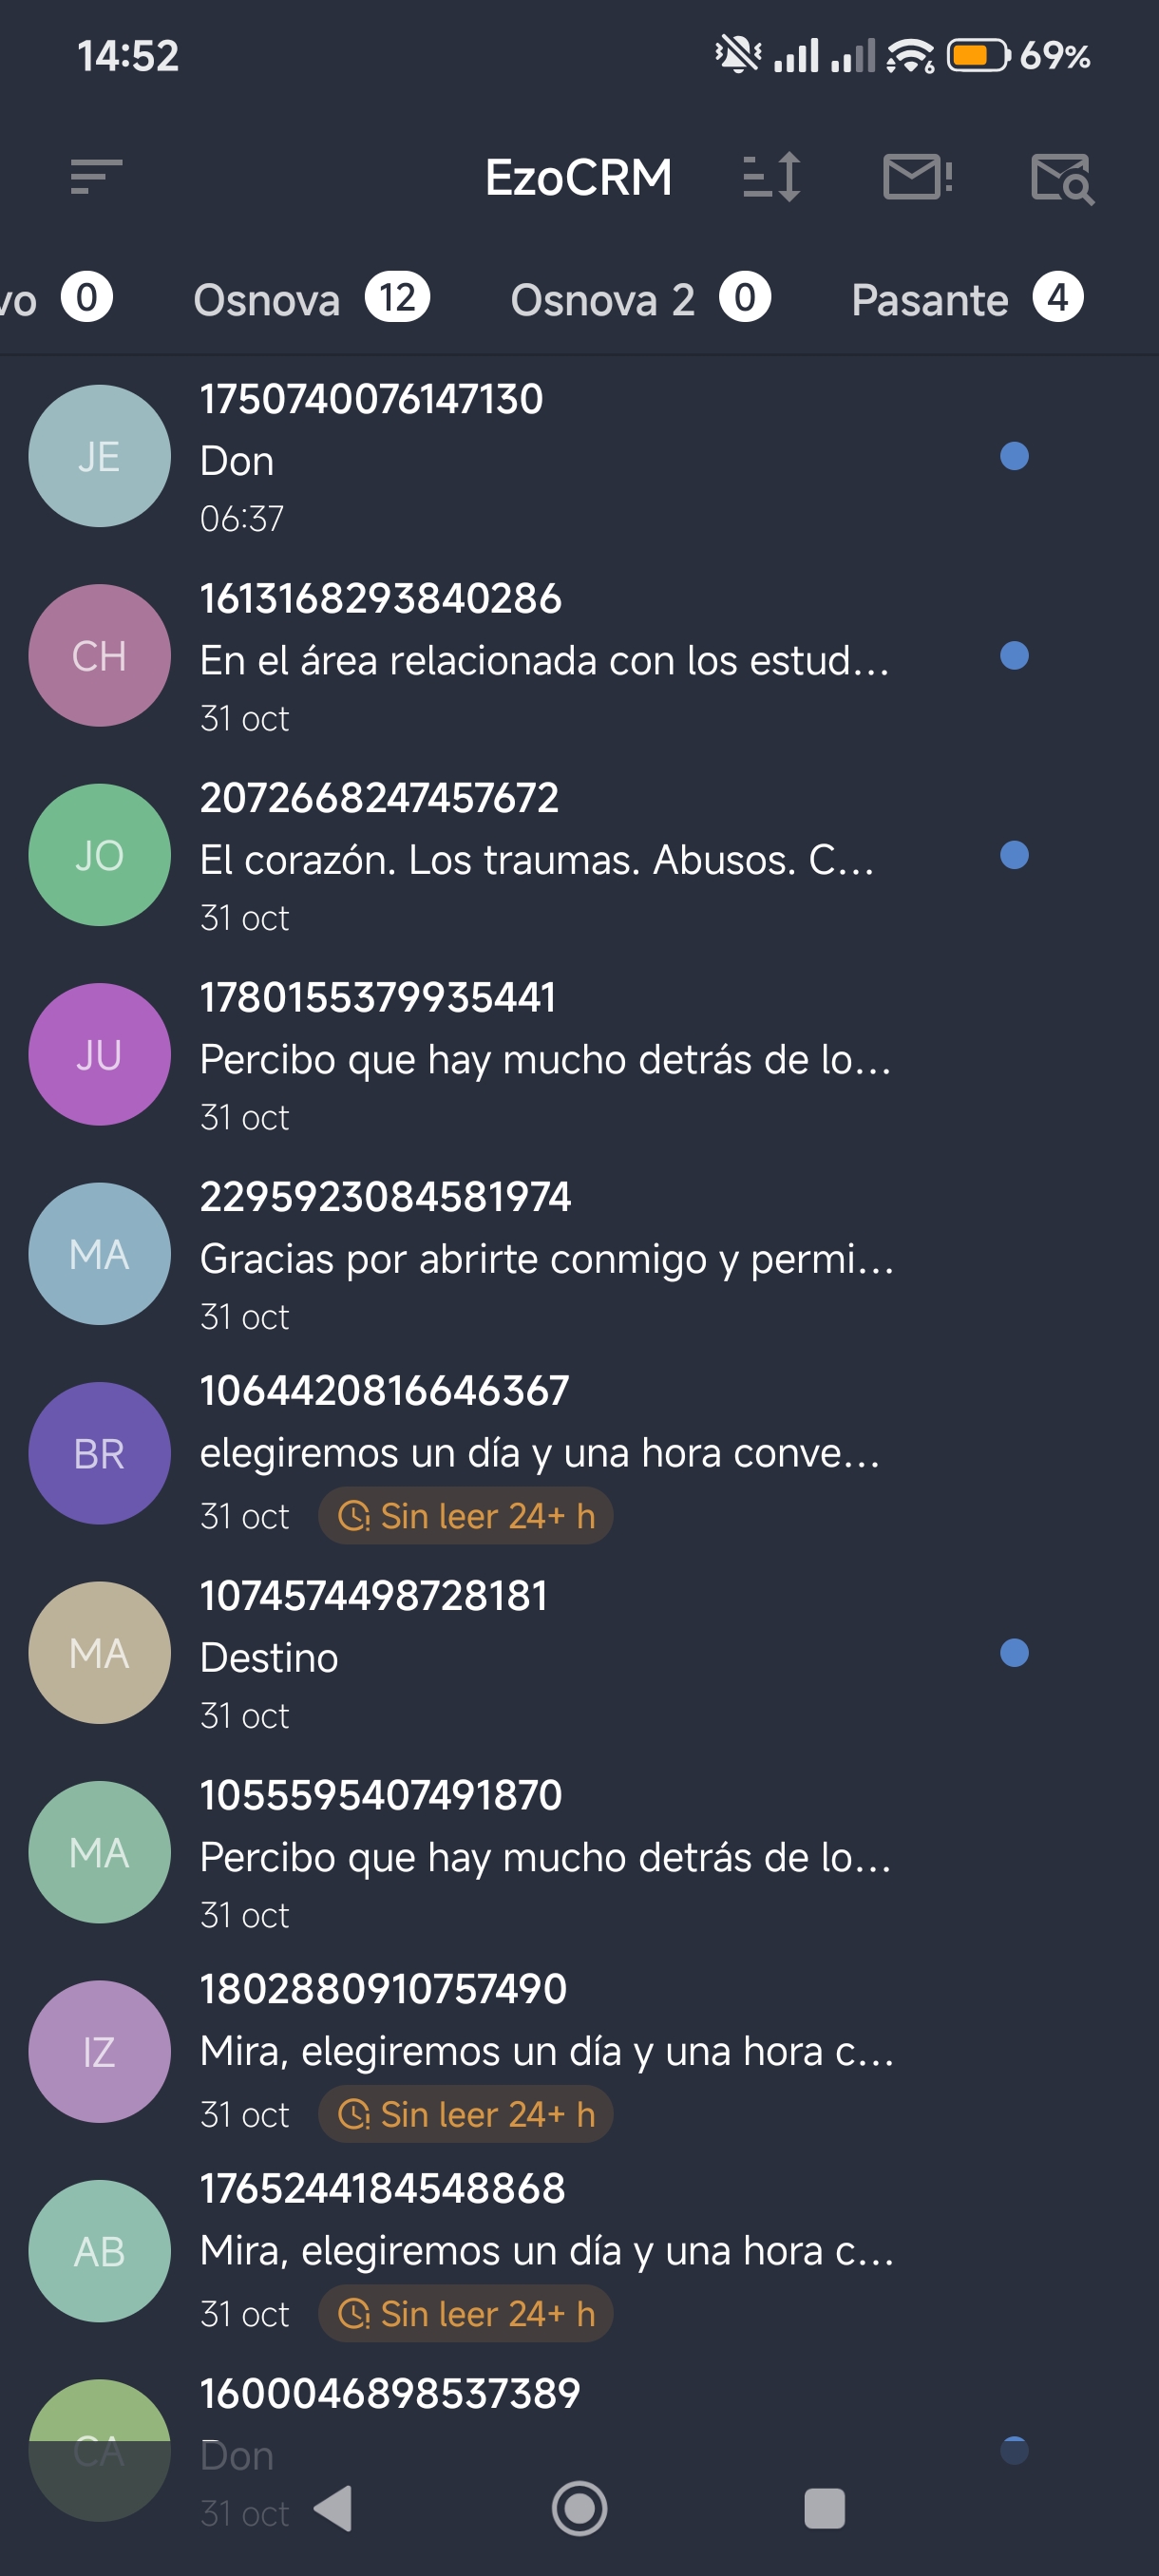 14:52
69%
EzoCRM
vo 0 Osnova 12 Osnova 2 0 Pasante 4
JE
1750740076147130
Don
06:37
CH
1613168293840286
En el área relacionada con los estud...
31 oct
JO
2072668247457672
El corazón. Los traumas. Abusos. C...
31 oct
JU
1780155379935441
Percibo que hay mucho detrás de lo...
31 oct
MA
2295923084581974
Gracias por abrirte conmigo y permi...
31 oct
BR
1064420816646367
elegiremos un día y una hora conve...
31 oct Sin leer 24+ h
MA
1074574498728181
Destino
31 oct
MA
1055595407491870
Percibo que hay mucho detrás de lo...
31 oct
IZ
1802880910757490
Mira, elegiremos un día y una hora c...
31 oct Sin leer 24+ h
AB
1765244184548868
Mira, elegiremos un día y una hora c...
31 oct Sin leer 24+ h
CA
1600046898537389
Don
31 oct